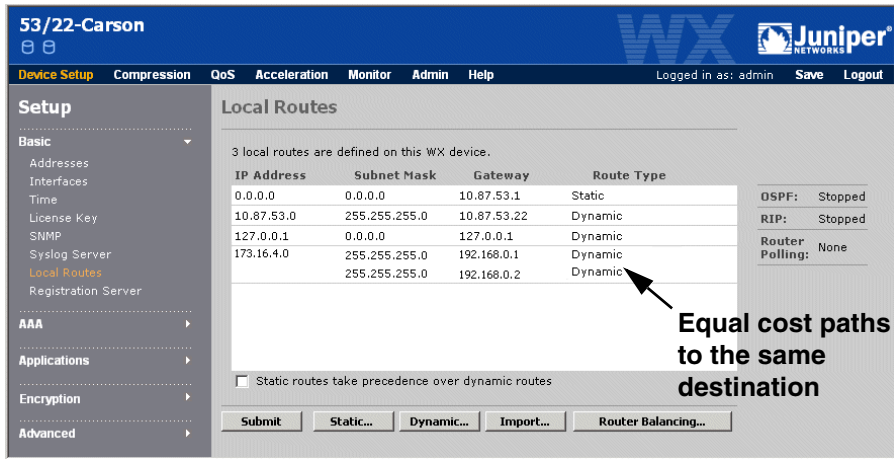 53/22-Carson
WX
Juniper®
NETWORKS
Device Setup Compression QoS Acceleration Monitor Admin Help Logged in as: admin Save Logout
Setup
Basic
Addresses
Interfaces
Time
License Key
SNMP
Syslog Server
Local Routes
Registration Server
AAA
Applications
Encryption
Advanced
Local Routes
3 local routes are defined on this WX device.
IP Address Subnet Mask Gateway Route Type
0.0.0.0 0.0.0.0 10.87.53.1 Static
10.87.53.0 255.255.255.0 10.87.53.22 Dynamic
127.0.0.1 0.0.0.0 127.0.0.1 Dynamic
173.16.4.0 255.255.255.0 192.168.0.1 Dynamic
255.255.255.0 192.168.0.2 Dynamic
Static routes take precedence over dynamic routes
Submit Static... Dynamic... Import... Router Balancing...
OSPF: Stopped
RIP: Stopped
Router Polling: None
Equal cost paths
to the same
destination